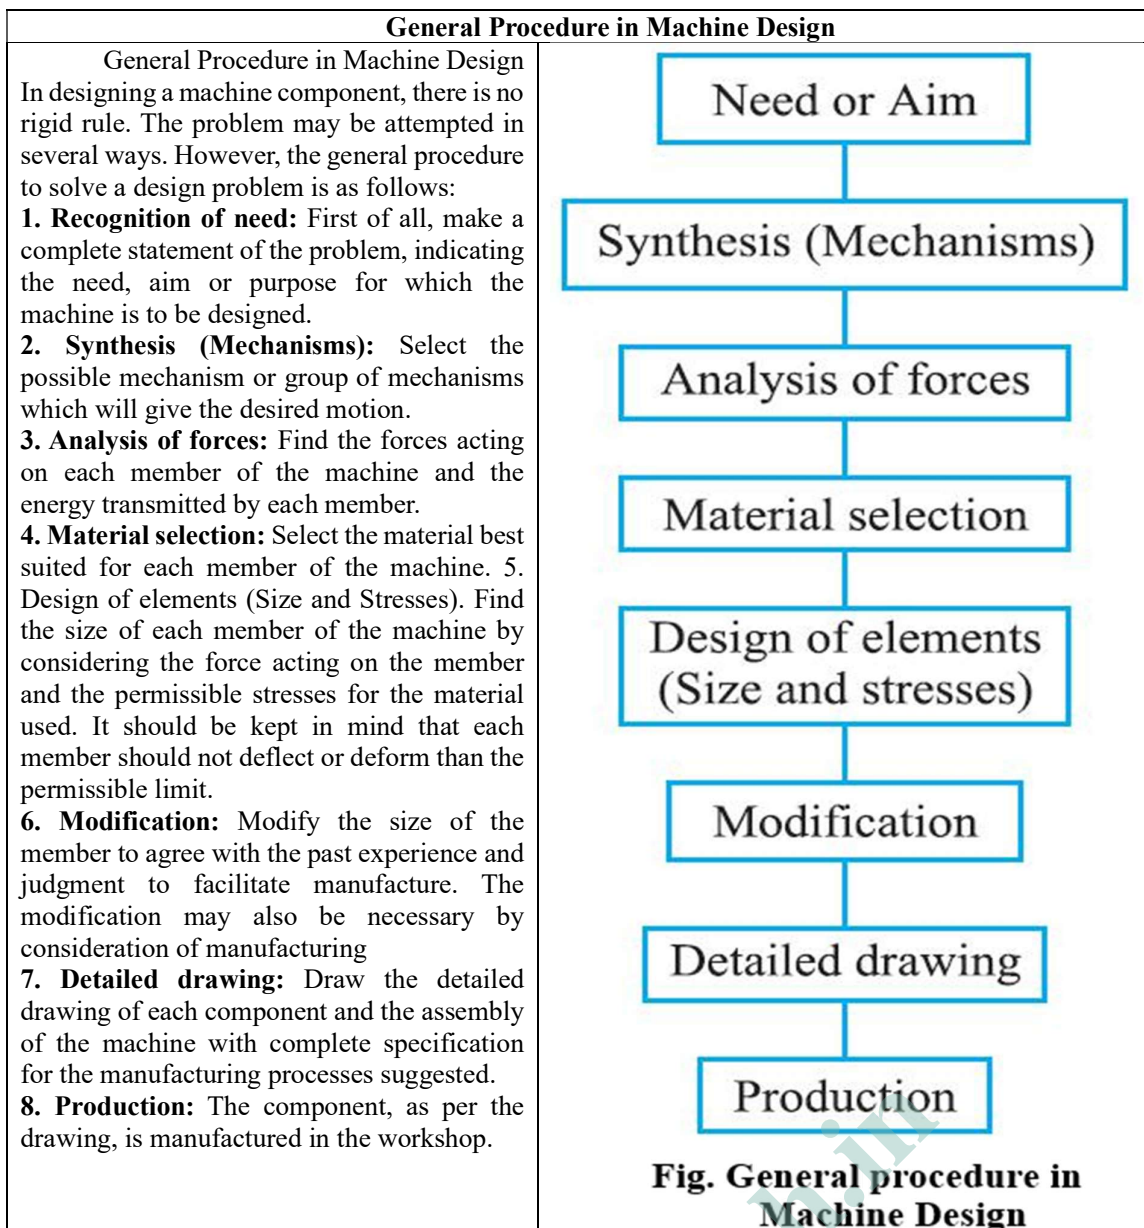 General Procedure in Machine Design
General Procedure in Machine Design
In designing a machine component, there is no
rigid rule. The problem may be attempted in
several ways. However, the general procedure
to solve a design problem is as follows:
1. Recognition of need: First of all, make a
complete statement of the problem, indicating
the need, aim or purpose for which the
machine is to be designed.
2. Synthesis (Mechanisms): Select the
possible mechanism or group of mechanisms
which will give the desired motion.
3. Analysis of forces: Find the forces acting
on each member of the machine and the
energy transmitted by each member.
4. Material selection: Select the material best
suited for each member of the machine. 5.
Design of elements (Size and Stresses). Find
the size of each member of the machine by
considering the force acting on the member
and the permissible stresses for the material
used. It should be kept in mind that each
member should not deflect or deform than the
permissible limit.
6. Modification: Modify the size of the
member to agree with the past experience and
judgment to facilitate manufacture. The
modification may also be necessary by
consideration of manufacturing
7. Detailed drawing: Draw the detailed
drawing of each component and the assembly
of the machine with complete specification
for the manufacturing processes suggested.
8. Production: The component, as per the
drawing, is manufactured in the workshop.
Need or Aim
Synthesis (Mechanisms)
Analysis of forces
Material selection
Design of elements
(Size and stresses)
Modification
Detailed drawing
Production
Fig. General procedure in
Machine Design
h.in